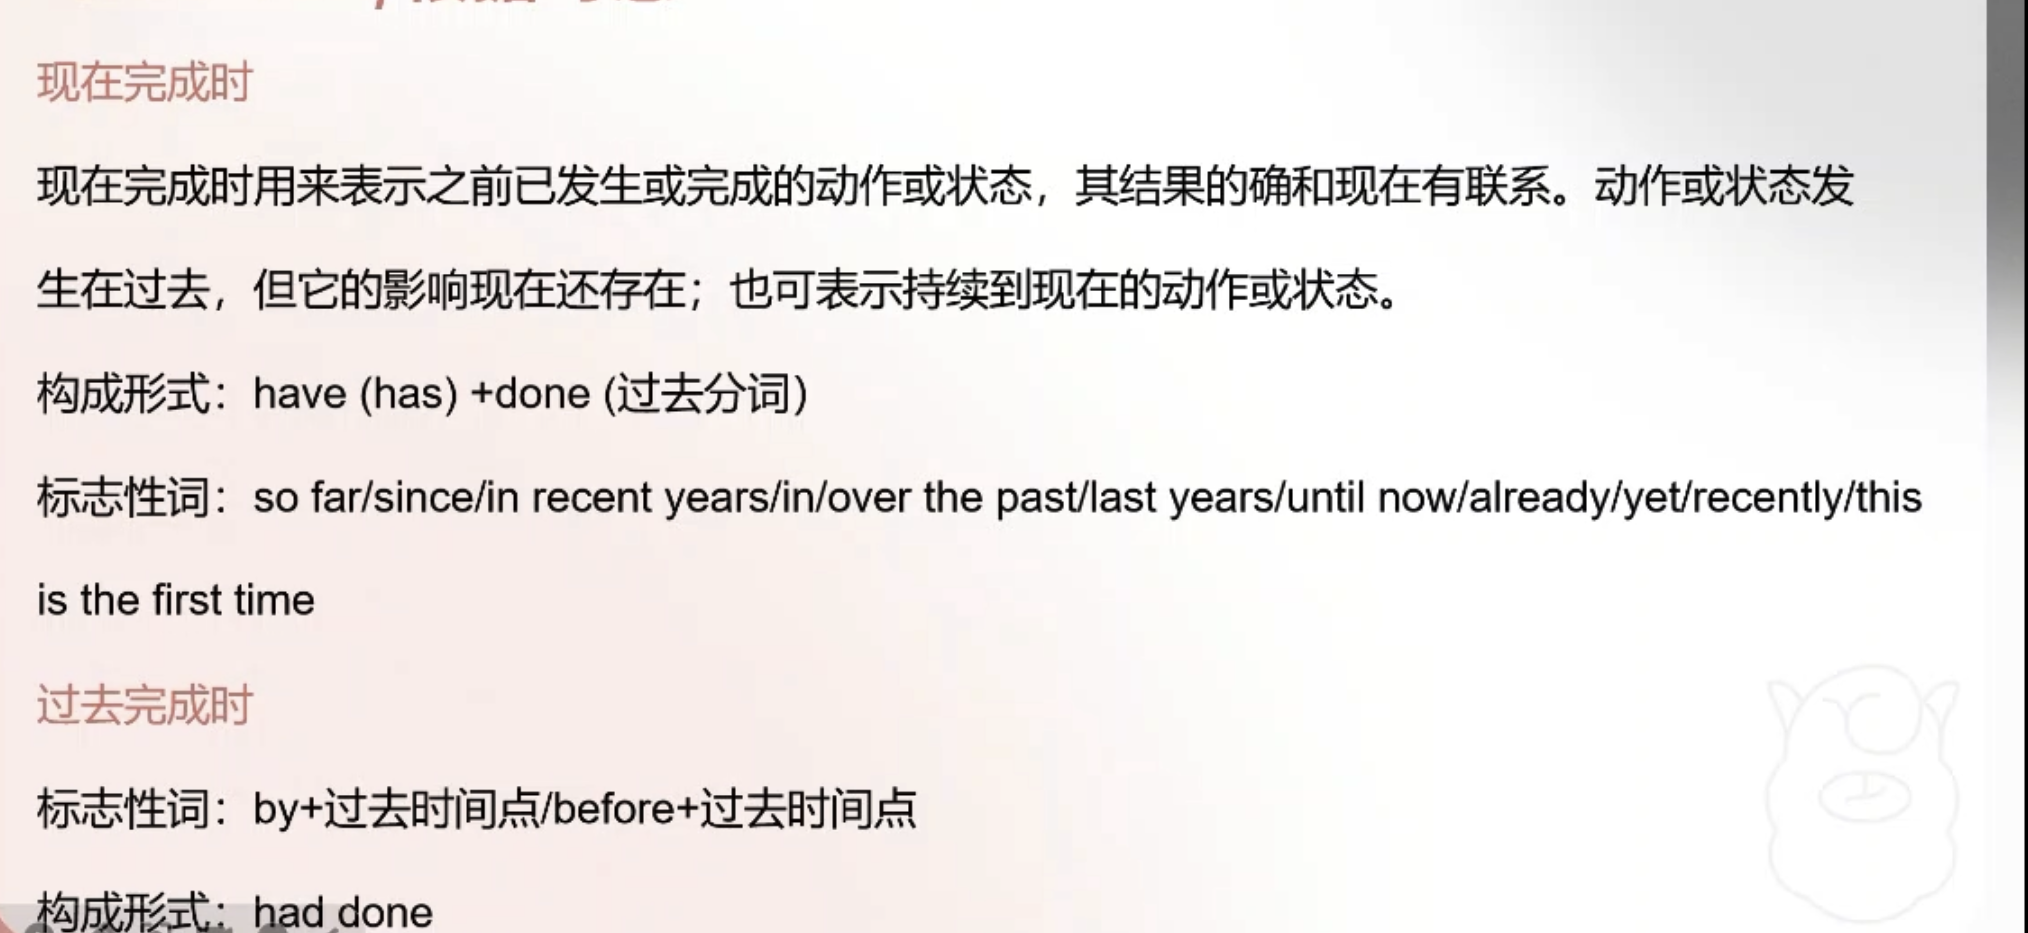 现在完成时
现在完成时用来表示之前已发生或完成的动作或状态，其结果的确和现在有联系。动作或状态发
生在过去，但它的影响现在还存在；也可表示持续到现在的动作或状态。
构成形式：have (has) +done (过去分词)
标志性词：so far/since/in recent years/in/over the past/last years/until now/already/yet/recently/this
is the first time
过去完成时
标志性词：by+过去时间点/before+过去时间点
构成形式：had done